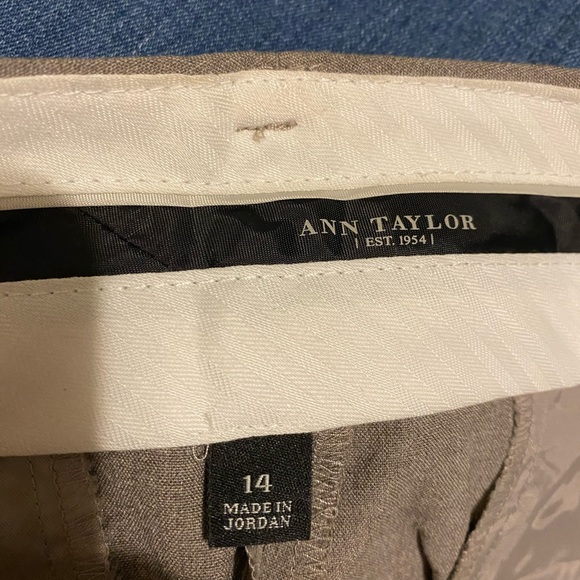 ANN TAYLOR
| EST. 1954 |
14
MADE IN
JORDAN